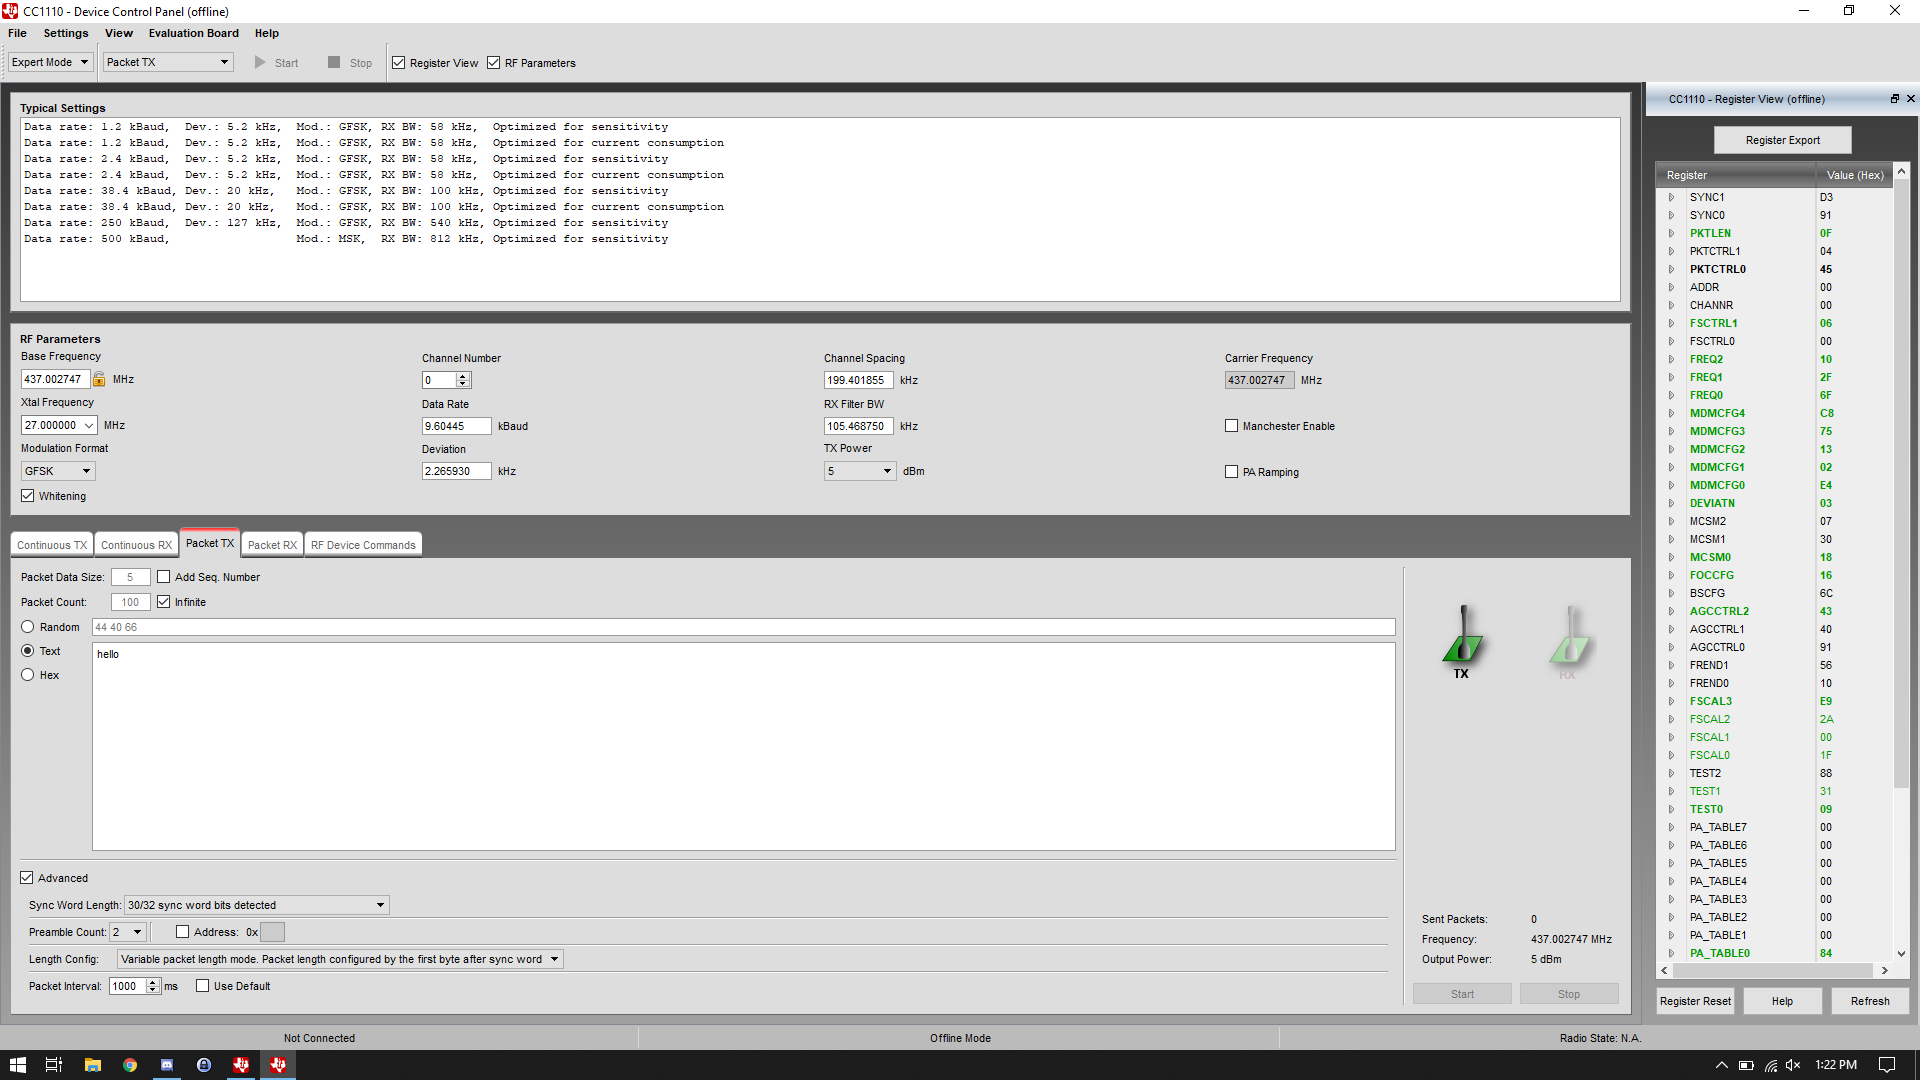 CC1110 - Device Control Panel (offline)
File Settings View Evaluation Board Help
Expert Mode Packet TX Start Stop Register View RF Parameters
Typical Settings
Data rate: 1.2 kBaud, Dev.: 5.2 kHz, Mod.: GFSK, RX BW: 58 kHz, Optimized for sensitivity
Data rate: 1.2 kBaud, Dev.: 5.2 kHz, Mod.: GFSK, RX BW: 58 kHz, Optimized for current consumption
Data rate: 2.4 kBaud, Dev.: 5.2 kHz, Mod.: GFSK, RX BW: 58 kHz, Optimized for sensitivity
Data rate: 2.4 kBaud, Dev.: 5.2 kHz, Mod.: GFSK, RX BW: 58 kHz, Optimized for current consumption
Data rate: 38.4 kBaud, Dev.: 20 kHz, Mod.: GFSK, RX BW: 100 kHz, Optimized for sensitivity
Data rate: 38.4 kBaud, Dev.: 20 kHz, Mod.: GFSK, RX BW: 100 kHz, Optimized for current consumption
Data rate: 250 kBaud, Dev.: 127 kHz, Mod.: GFSK, RX BW: 540 kHz, Optimized for sensitivity
Data rate: 500 kBaud, Mod.: MSK, RX BW: 812 kHz, Optimized for sensitivity
RF Parameters
Base Frequency Channel Number Channel Spacing Carrier Frequency
437.002747 MHz 0 199.401855 kHz 437.002747 MHz
Xtal Frequency Data Rate RX Filter BW
27.000000 MHz 9.60445 kBaud 105.468750 kHz Manchester Enable
Modulation Format Deviation TX Power
GFSK 2.265930 kHz 5 dBm PA Ramping
Whitening
Continuous TX Continuous RX Packet TX Packet RX RF Device Commands
Packet Data Size: 5 Add Seq. Number
Packet Count: 100 Infinite
Random 44 40 66
Text hello
Hex
TX RX
Advanced
Sync Word Length: 30/32 sync word bits detected
Preamble Count: 2 Address: 0x
Length Config: Variable packet length mode. Packet length configured by the first byte after sync word
Packet Interval: 1000 ms Use Default
Sent Packets: 0
Frequency: 437.002747 MHz
Output Power: 5 dBm
Start Stop
CC1110 - Register View (offline)
Register Export
Register Value (Hex)
SYNC1 D3
SYNC0 91
PKTLEN 0F
PKTCTRL1 04
PKTCTRL0 45
ADDR 00
CHANNR 00
FSCTRL1 06
FSCTRL0 00
FREQ2 10
FREQ1 2F
FREQ0 6F
MDMCFG4 C8
MDMCFG3 75
MDMCFG2 13
MDMCFG1 02
MDMCFG0 E4
DEVIATN 03
MCSM2 07
MCSM1 30
MCSM0 18
FOCCFG 16
BSCFG 6C
AGCCTRL2 43
AGCCTRL1 40
AGCCTRL0 91
FREND1 56
FREND0 10
FSCAL3 E9
FSCAL2 2A
FSCAL1 00
FSCAL0 1F
TEST2 88
TEST1 31
TEST0 09
PA_TABLE7 00
PA_TABLE6 00
PA_TABLE5 00
PA_TABLE4 00
PA_TABLE3 00
PA_TABLE2 00
PA_TABLE1 00
PA_TABLE0 84
Register Reset Help Refresh
Not Connected Offline Mode Radio State: N.A.
1:22 PM